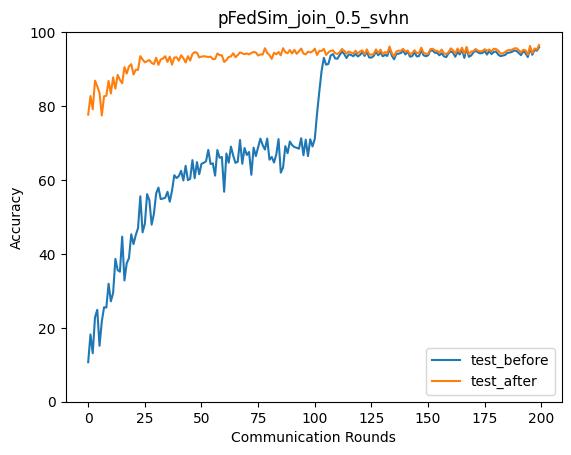 pFedSim_join_0.5_svhn
100
80
60
40
20
0
Accuracy
0 25 50 75 100 125 150 175 200
Communication Rounds
test_before
test_after